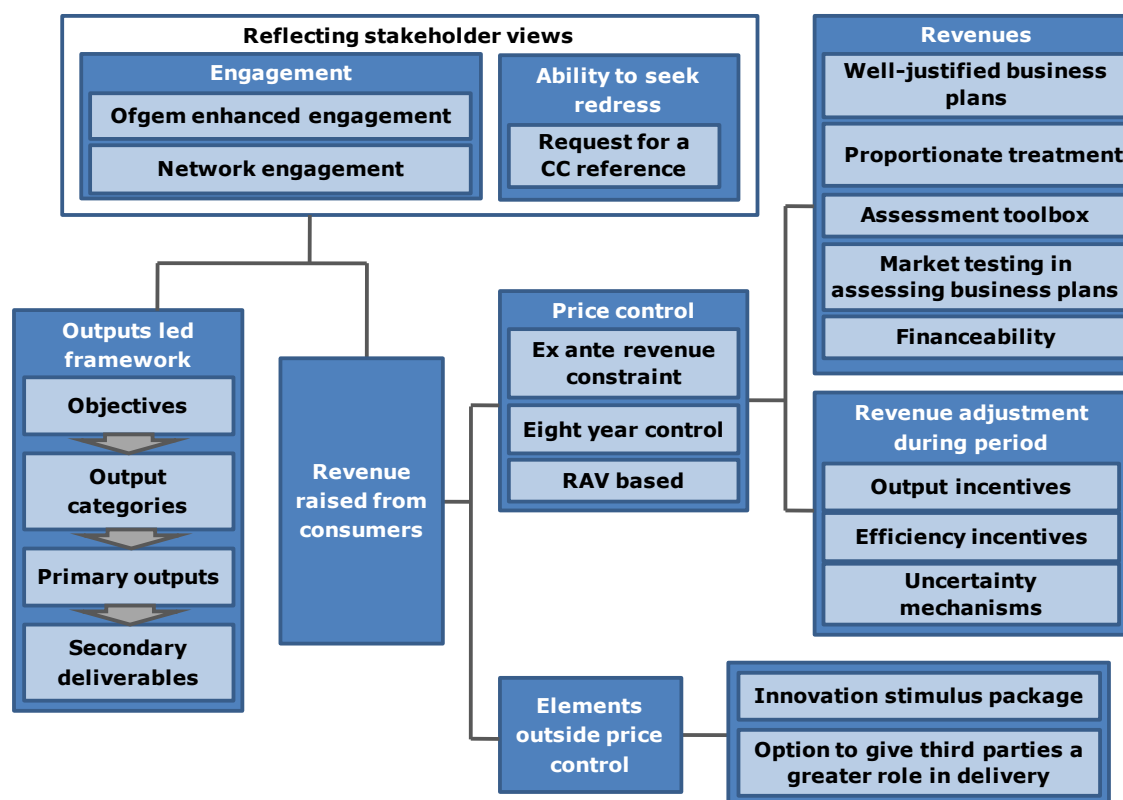 Reflecting stakeholder views
Engagement
Ofgem enhanced engagement
Network engagement
Ability to seek
redress
Request for a
CC reference
Outputs led
framework
Objectives
Output
categories
Primary outputs
Secondary
deliverables
Revenue
raised from
consumers
Price control
Ex ante revenue
constraint
Eight year control
RAV based
Elements
outside price
control
Revenues
Well-justified business
plans
Proportionate treatment
Assessment toolbox
Market testing in
assessing business plans
Financeability
Revenue adjustment
during period
Output incentives
Efficiency incentives
Uncertainty
mechanisms
Innovation stimulus package
Option to give third parties a
greater role in delivery